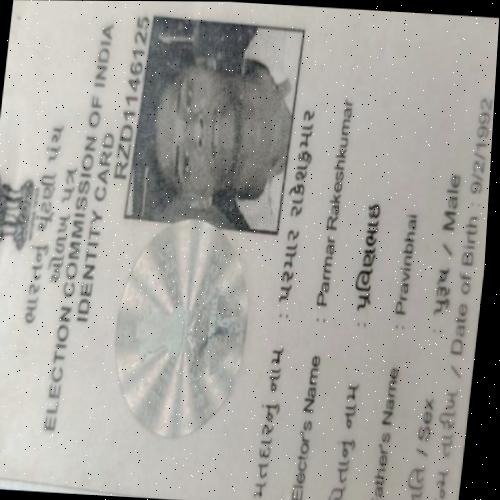 ભારતનું ચૂંટણી પંચ
ઓળખ પત્ર
ELECTION COMMISSION OF INDIA
IDENTITY CARD
RZD1146125
મતદારનું નામ : પરમાર રાકેશકુમાર
Elector's Name : Parmar Rakeshkumar
પિતાનું નામ : પ્રવિણભાઇ
Father's Name : Pravinbhai
જાતિ / Sex : પુરૂષ / Male
જન્મ તારીખ / Date of Birth : 9/2/1992